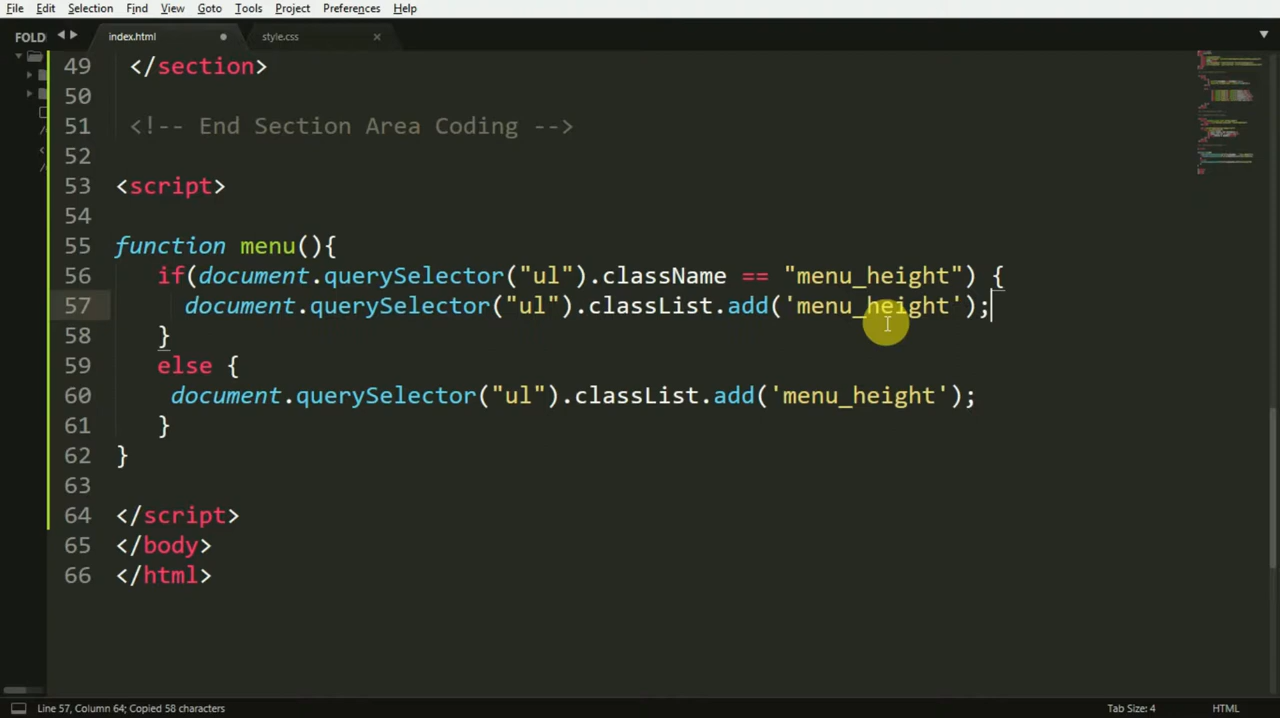 File Edit Selection Find View Goto Tools Project Preferences Help
FOLD
index.html
style.css
49 </section>
50
51 <!-- End Section Area Coding -->
52
53 <script>
54
55 function menu(){
56 if(document.querySelector("ul").className == "menu_height") {
57 document.querySelector("ul").classList.add('menu_height');
58 }
59 else {
60 document.querySelector("ul").classList.add('menu_height');
61 }
62 }
63
64 </script>
65 </body>
66 </html>
Line 57, Column 64; Copied 58 characters
Tab Size: 4
HTML